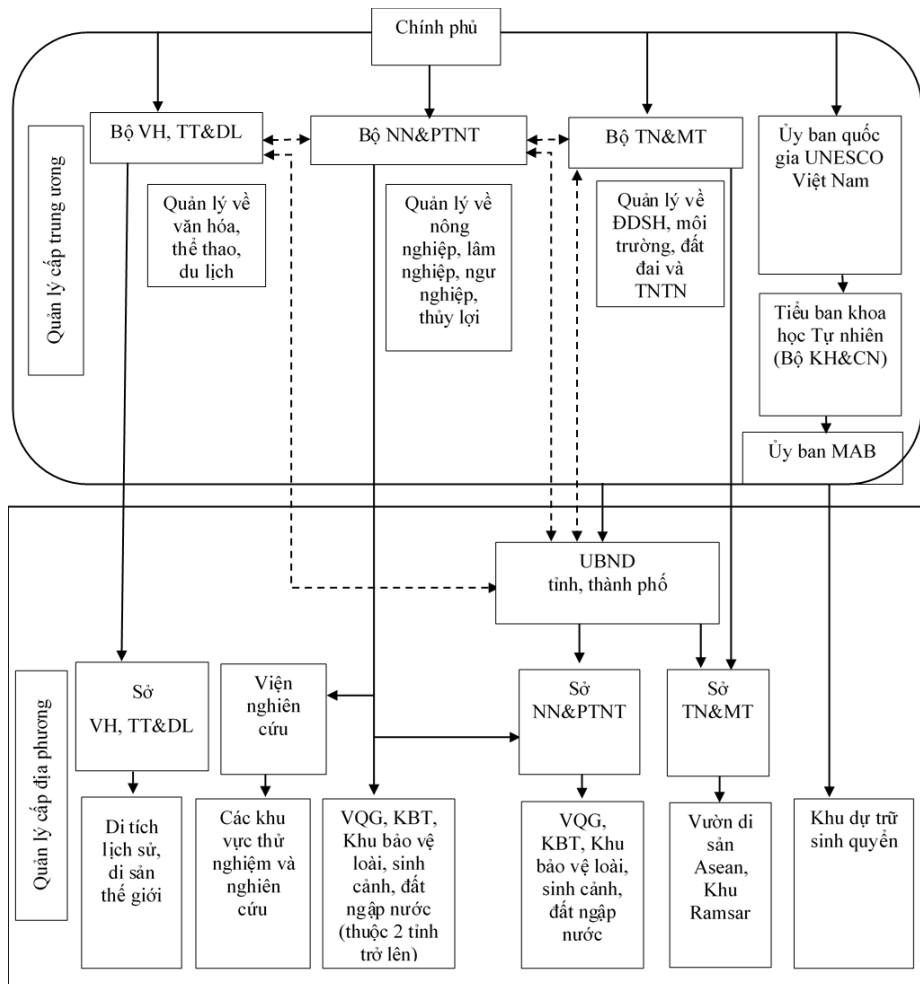 Chính phủ
Quản lý cấp trung ương
Bộ VH, TT&DL
Bộ NN&PTNT
Bộ TN&MT
Ủy ban quốc
gia UNESCO
Việt Nam
Quản lý về
văn hóa,
thể thao,
du lịch
Quản lý về
nông
nghiệp, lâm
nghiệp, ngư
nghiệp,
thủy lợi
Quản lý về
ĐDSH, môi
trường, đất
đai và
TNTN
Tiểu ban khoa
học Tự nhiên
(Bộ KH&CN)
Ủy ban MAB
Quản lý cấp địa phương
UBND
tỉnh, thành phố
Sở
VH, TT&DL
Viện
nghiên
cứu
Sở
NN&PTNT
Sở
TN&MT
Di tích
lịch sử,
di sản
thế giới
Các khu
vực thử
nghiệm và
nghiên
cứu
VQG, KBT,
Khu bảo vệ
loài, sinh
cảnh, đất
ngập nước
(thuộc 2 tỉnh
trở lên)
VQG,
KBT, Khu
bảo vệ loài,
sinh cảnh,
đất ngập
nước
Vườn di
sản
Asean,
Khu
Ramsar
Khu dự trữ
sinh quyển